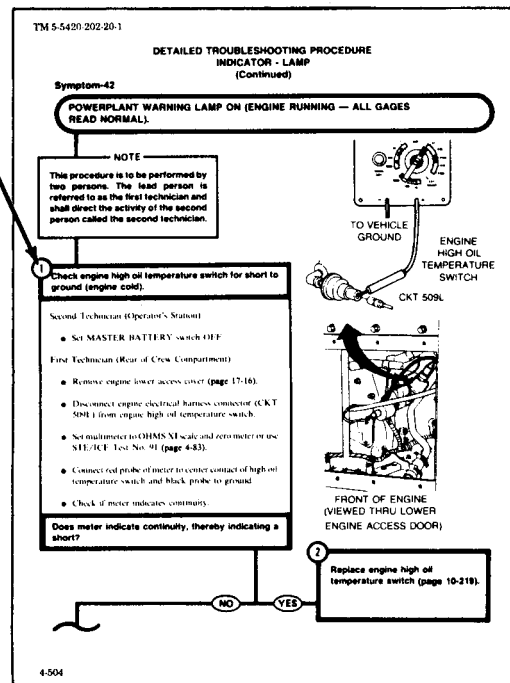 TM 5-5420-202-20-1
DETAILED TROUBLESHOOTING PROCEDURE
INDICATOR - LAMP
(Continued)
Symptom-42
POWERPLANT WARNING LAMP ON (ENGINE RUNNING — ALL GAGES
READ NORMAL).
NOTE
This procedure is to be performed by
two persons. The lead person is
referred to as the first technician and
shall direct the activity of the second
person called the second technician.
TO VEHICLE
GROUND
ENGINE
HIGH OIL
TEMPERATURE
SWITCH
CKT 509L
1
Check engine high oil temperature switch for short to
ground (engine cold).
Second Technician (Operator's Station)
● Set MASTER BATTERY switch OFF
First Technician (Rear of Crew Compartment)
● Remove engine lower access cover (page 17-16).
● Disconnect engine electrical harness connector (CKT
509L) from engine high oil temperature switch.
● Set multimeter to OHMS X1 scale and zero meter or use
STE/ICE Test No. 91 (page 4-83).
● Connect red probe of meter to center contact of high oil
temperature switch and black probe to ground
● Check if meter indicates continuity.
FRONT OF ENGINE
(VIEWED THRU LOWER
ENGINE ACCESS DOOR)
Does meter indicate continuity, thereby indicating a
short?
2
Replace engine high oil
temperature switch (page 10-219).
NO
YES
4-504